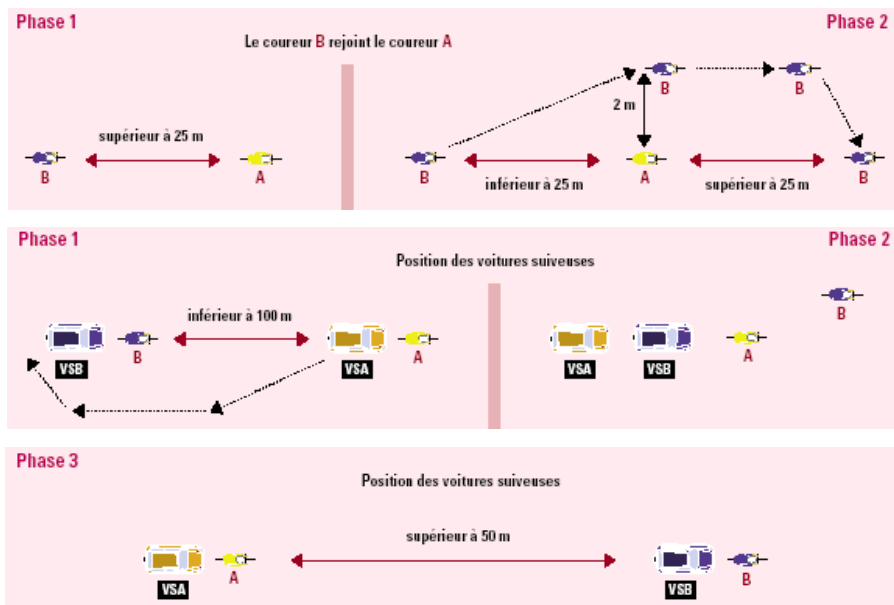 Phase 1
Phase 2
Le coureur B rejoint le coureur A
2 m
supérieur à 25 m
B
B
B
A
B
inférieur à 25 m
A
supérieur à 25 m
B
Phase 1
Phase 2
Position des voitures suiveuses
B
inférieur à 100 m
VSB
B
VSA
A
VSA
VSB
A
Phase 3
Position des voitures suiveuses
supérieur à 50 m
VSA
A
VSB
B